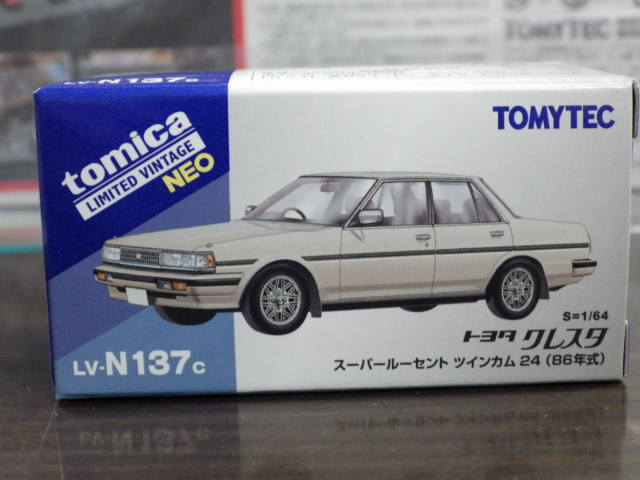 LV-N137c
tomica
LIMITED VINTAGE
NEO
TOMYTEC
S=1/64
トヨタ クレスタ
スーパールーセント ツインカム 24 (86年式)
LV-N137c
TOMYTEC